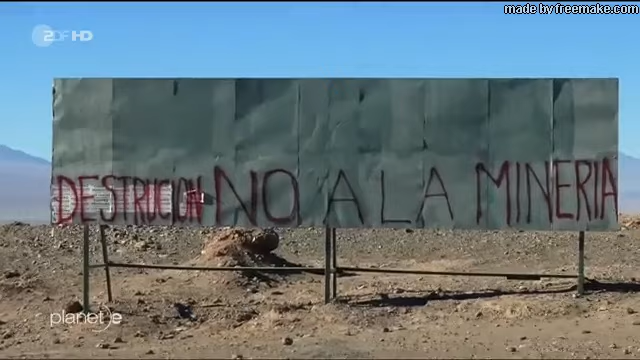 made by freemake.com
ZDF HD
DESTRUCION NO A LA MINERIA
planet e